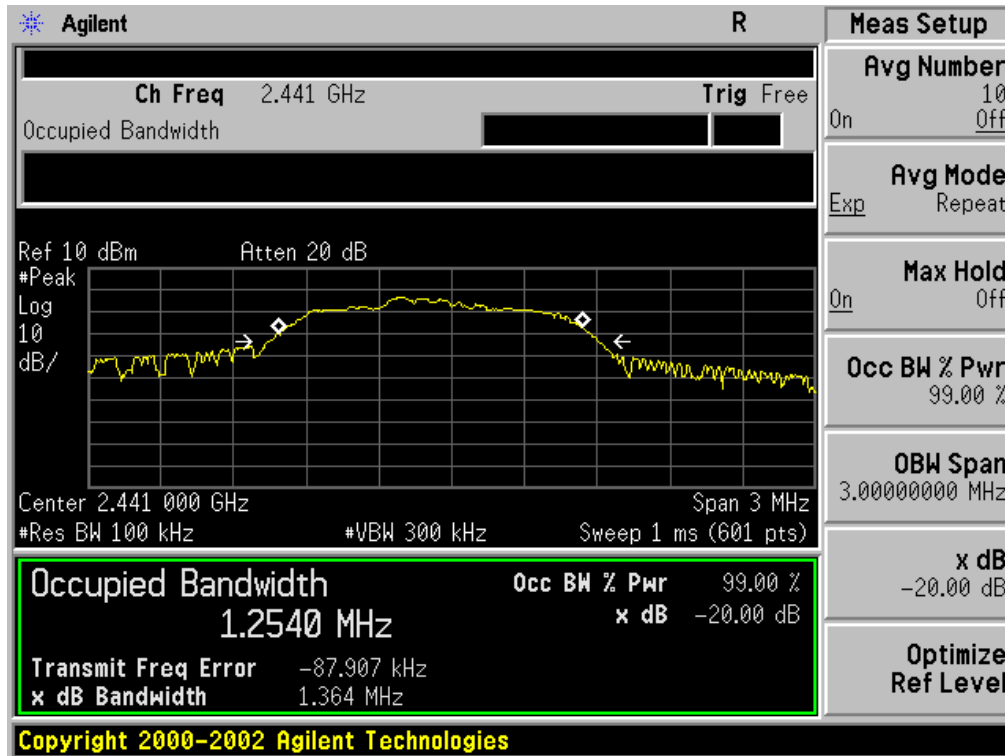 Agilent R
Ch Freq 2.441 GHz Trig Free
Occupied Bandwidth
Ref 10 dBm Atten 20 dB
#Peak
Log
10
dB/
Center 2.441 000 GHz Span 3 MHz
#Res BW 100 kHz #VBW 300 kHz Sweep 1 ms (601 pts)
Occupied Bandwidth Occ BW % Pwr 99.00 %
1.2540 MHz x dB -20.00 dB
Transmit Freq Error -87.907 kHz
x dB Bandwidth 1.364 MHz
Meas Setup
Avg Number
10
On Off
Avg Mode
Exp Repeat
Max Hold
On Off
Occ BW % Pwr
99.00 %
OBW Span
3.00000000 MHz
x dB
-20.00 dB
Optimize
Ref Level
Copyright 2000-2002 Agilent Technologies